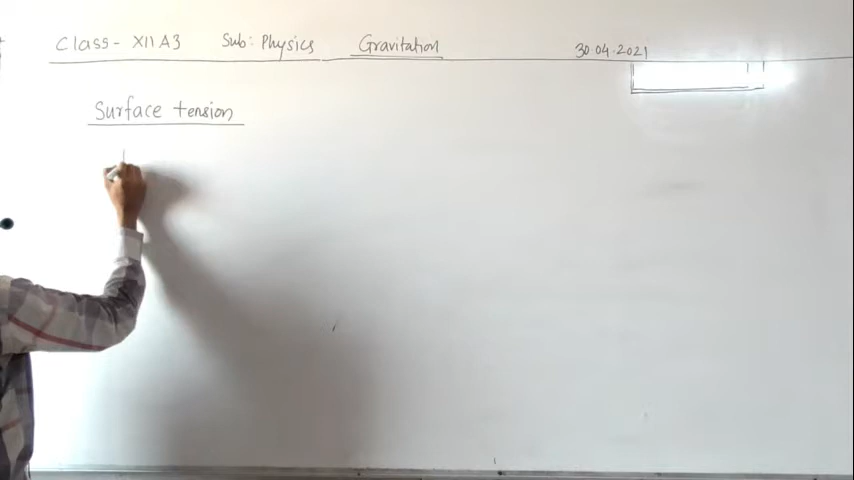 Class- XII A3 Sub: Physics Gravitation 30.04.2021
Surface tension